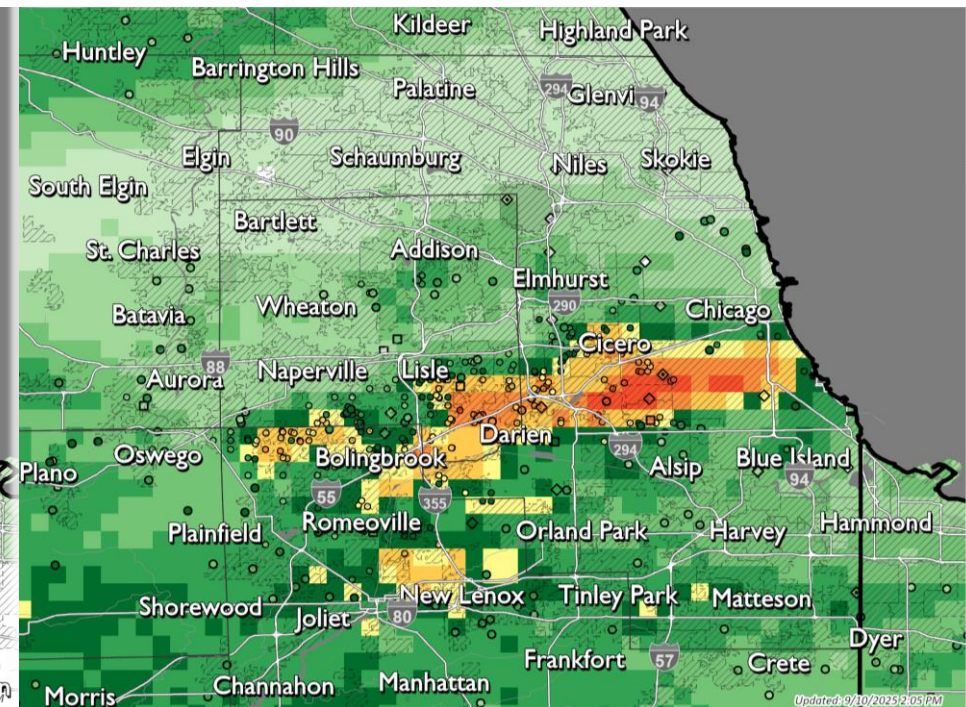 Kildeer
Highland Park
Huntley
Barrington Hills
Palatine
294
Glenvi
94
90
Elgin
Schaumburg
Niles
Skokie
South Elgin
Bartlett
St. Charles
Addison
Elmhurst
Batavia
Wheaton
290
Chicago
Cicero
88
Aurora
Naperville
Lisle
Darien
Oswego
Bolingbrook
294
Alsip
Blue Island
Plano
94
55
355
Plainfield
Romeoville
Orland Park
Harvey
Hammond
Shorewood
Joliet
New Lenox
80
Tinley Park
Matteson
Dyer
Frankfort
57
Crete
Morris
Channahon
Manhattan
Updated: 9/10/2025 2:05 PM